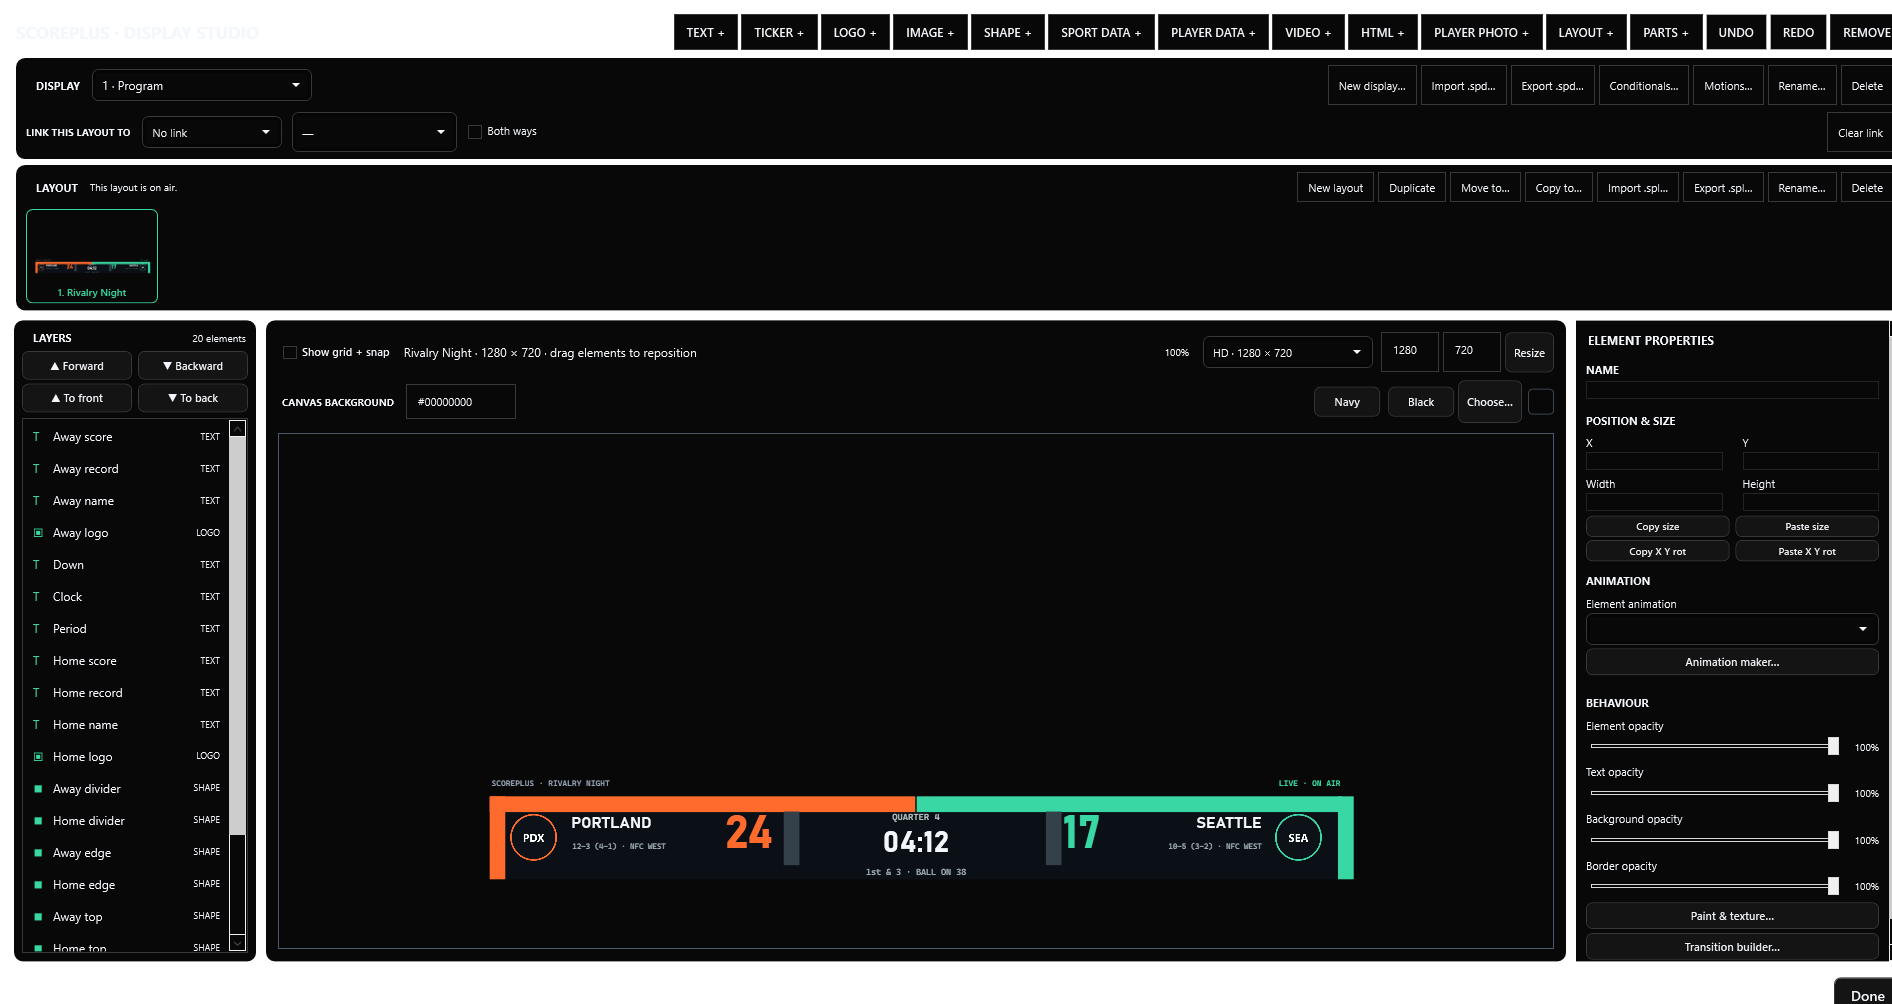 SCOREPLUS · DISPLAY STUDIO
TEXT + TICKER + LOGO + IMAGE + SHAPE + SPORT DATA + PLAYER DATA + VIDEO + HTML + PLAYER PHOTO + LAYOUT + PARTS + UNDO REDO REMOVE
DISPLAY 1 · Program New display... Import .spd... Export .spd... Conditionals... Motions... Rename... Delete
LINK THIS LAYOUT TO No link — Both ways Clear link
LAYOUT This layout is on air. New layout Duplicate Move to... Copy to... Import .spl... Export .spl... Rename... Delete
1. Rivalry Night
LAYERS 20 elements
▲ Forward ▼ Backward
▲ To front ▼ To back
T Away score TEXT
T Away record TEXT
T Away name TEXT
Away logo LOGO
T Down TEXT
T Clock TEXT
T Period TEXT
T Home score TEXT
T Home record TEXT
T Home name TEXT
Home logo LOGO
Away divider SHAPE
Home divider SHAPE
Away edge SHAPE
Home edge SHAPE
Away top SHAPE
Home top SHAPE
Show grid + snap Rivalry Night · 1280 × 720 · drag elements to reposition 100% HD · 1280 × 720 1280 720 Resize
CANVAS BACKGROUND #00000000 Navy Black Choose...
SCOREPLUS · RIVALRY NIGHT LIVE · ON AIR
PDX PORTLAND 24 QUARTER 4 17 SEATTLE SEA
12-3 (4-1) · NFC WEST 04:12 10-5 (3-2) · NFC WEST
1st & 3 · BALL ON 38
ELEMENT PROPERTIES
NAME
POSITION & SIZE
X Y
Width Height
Copy size Paste size
Copy X Y rot Paste X Y rot
ANIMATION
Element animation
Animation maker...
BEHAVIOUR
Element opacity
100%
Text opacity
100%
Background opacity
100%
Border opacity
100%
Paint & texture...
Transition builder...
Done